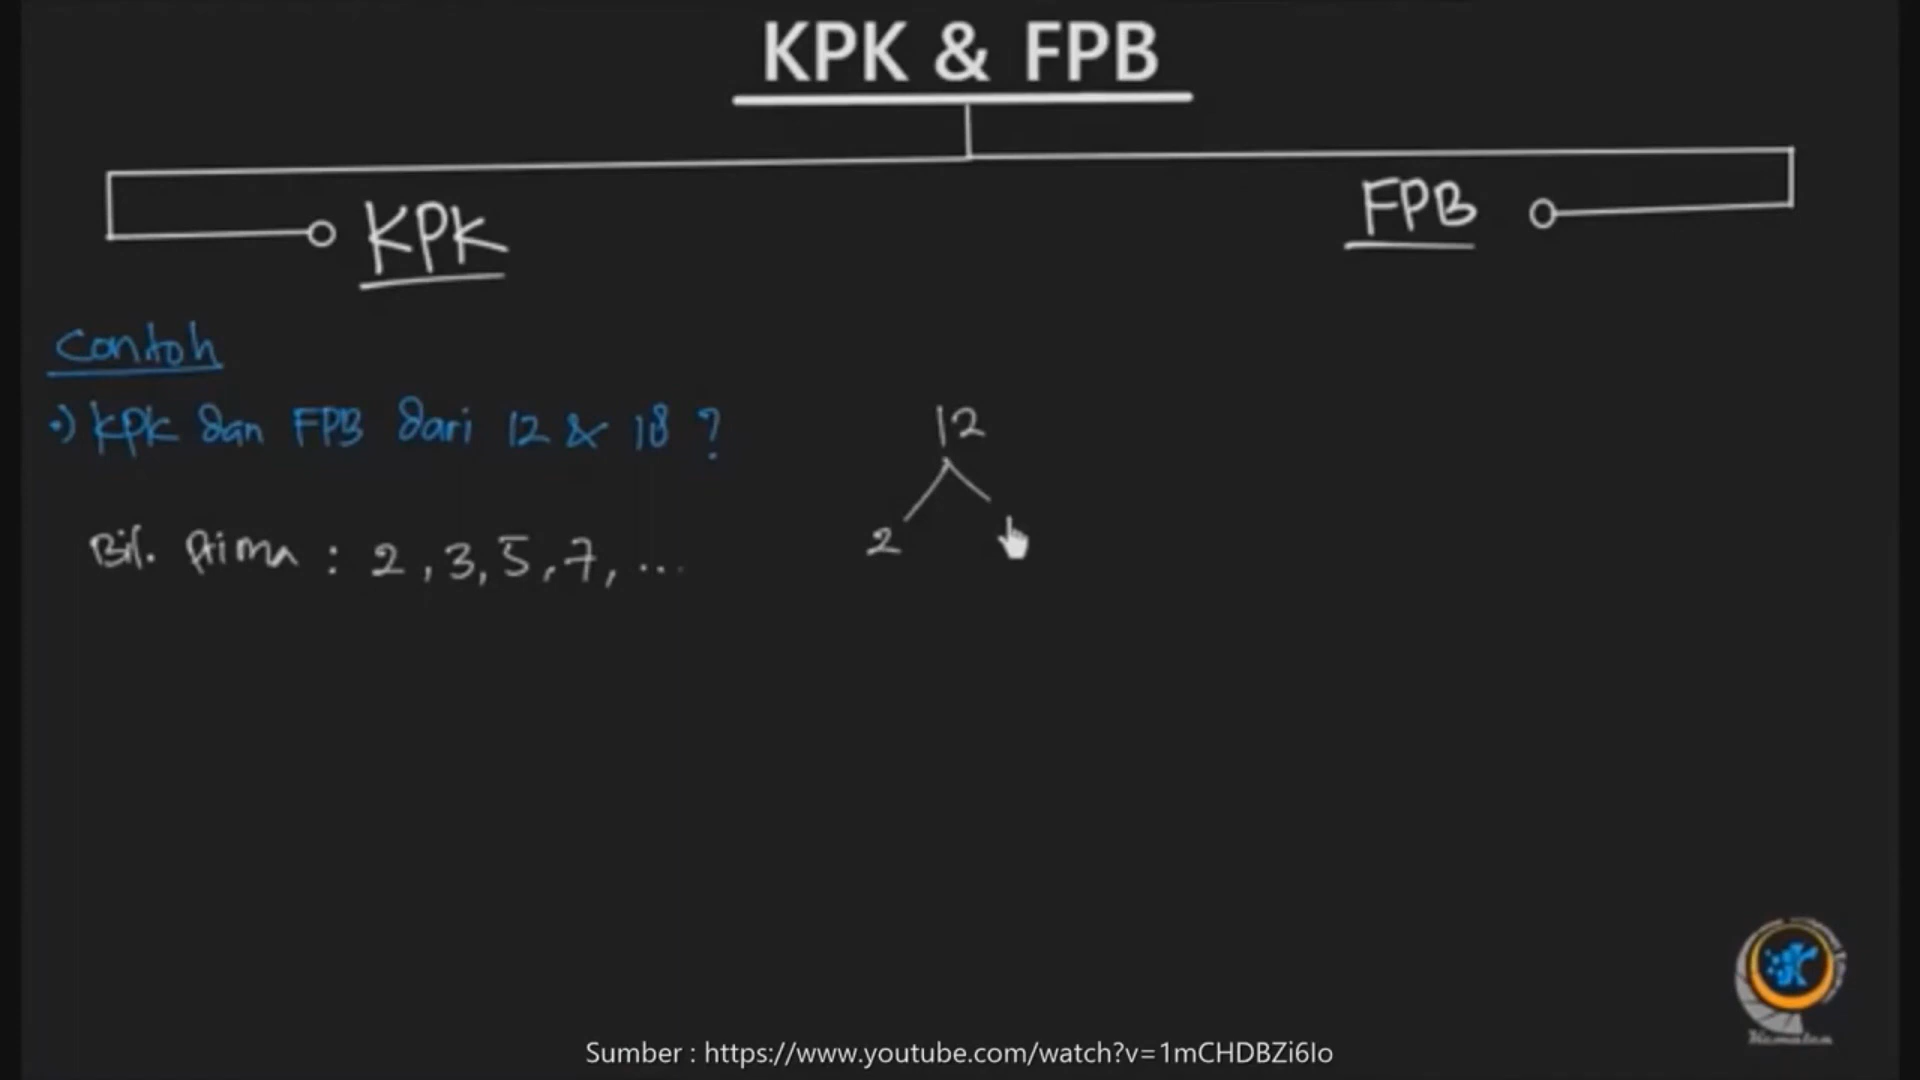 KPK & FPB
KPK
FPB
Contoh
•) KPK dan FPB dari 12 & 18 ?
12
2
Bil. Prima : 2, 3, 5, 7, ...
Sumber : https://www.youtube.com/watch?v=1mCHDBZi6Io